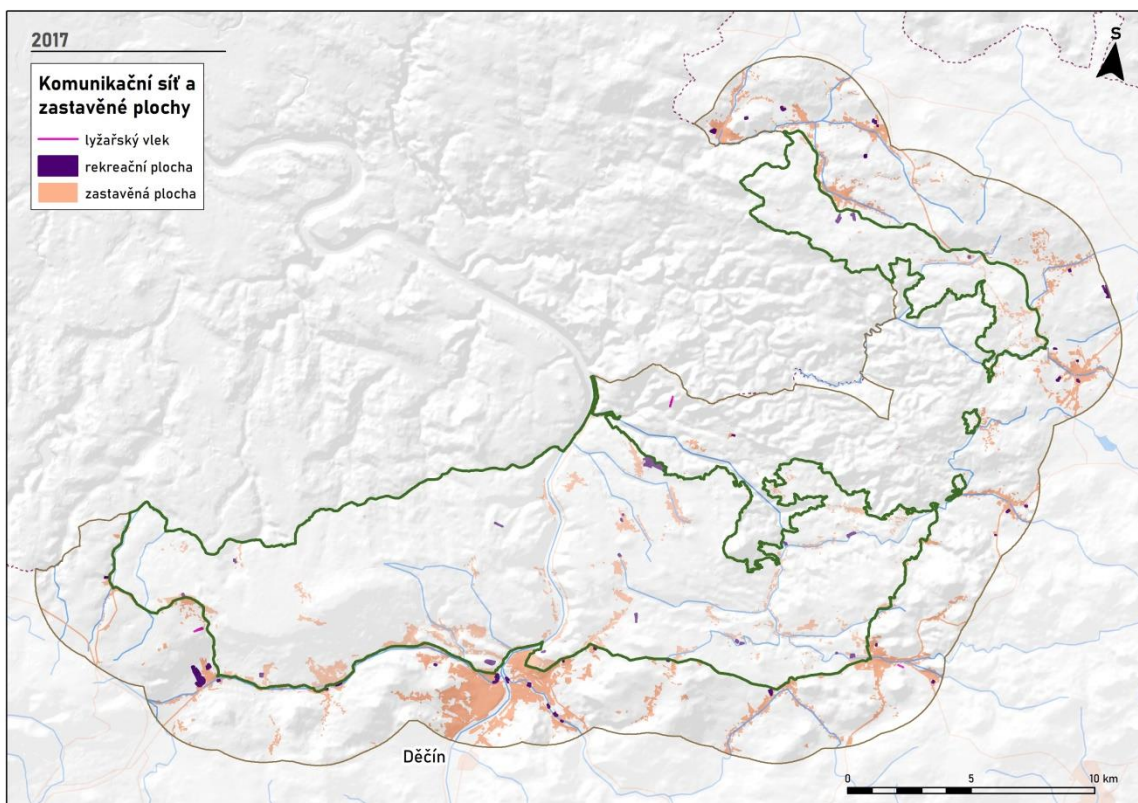 2017
Komunikační síť a
zastavěné plochy
lyžařský vlek
rekreační plocha
zastavěná plocha
S
Děčín
0
5
10 km